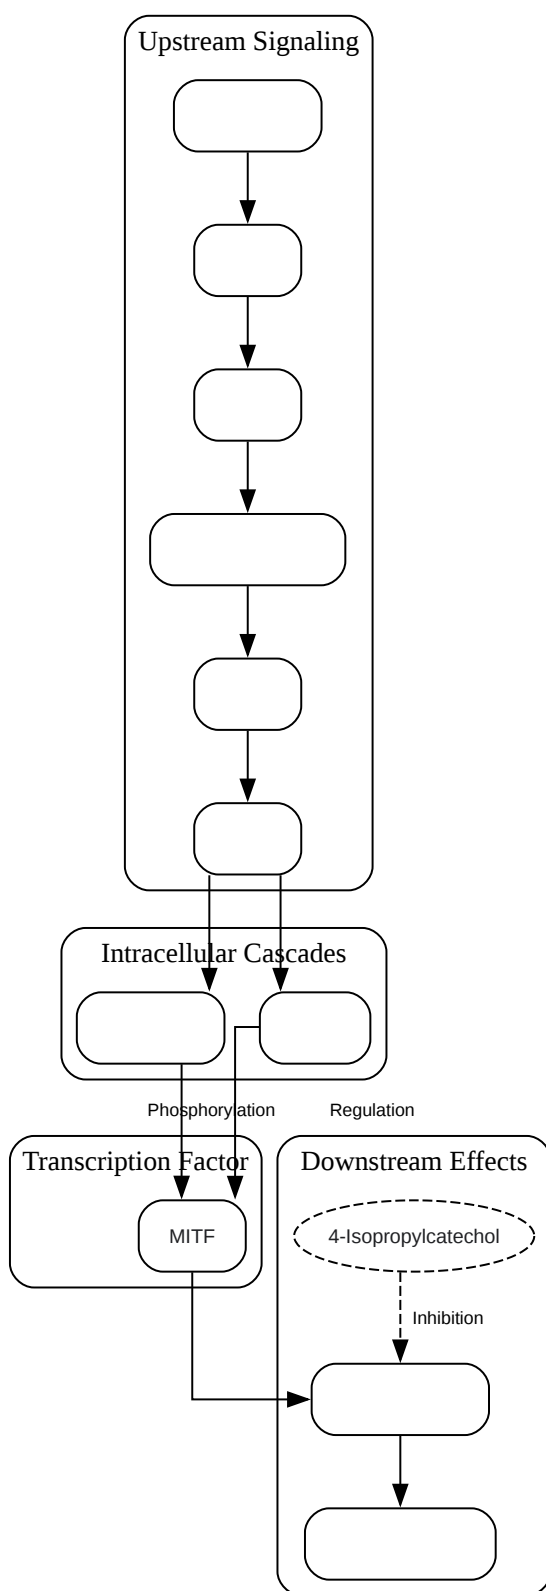 Upstream Signaling
Intracellular Cascades
Phosphorylation
Regulation
Transcription Factor
Downstream Effects
MITF
4-Isopropylcatechol
Inhibition